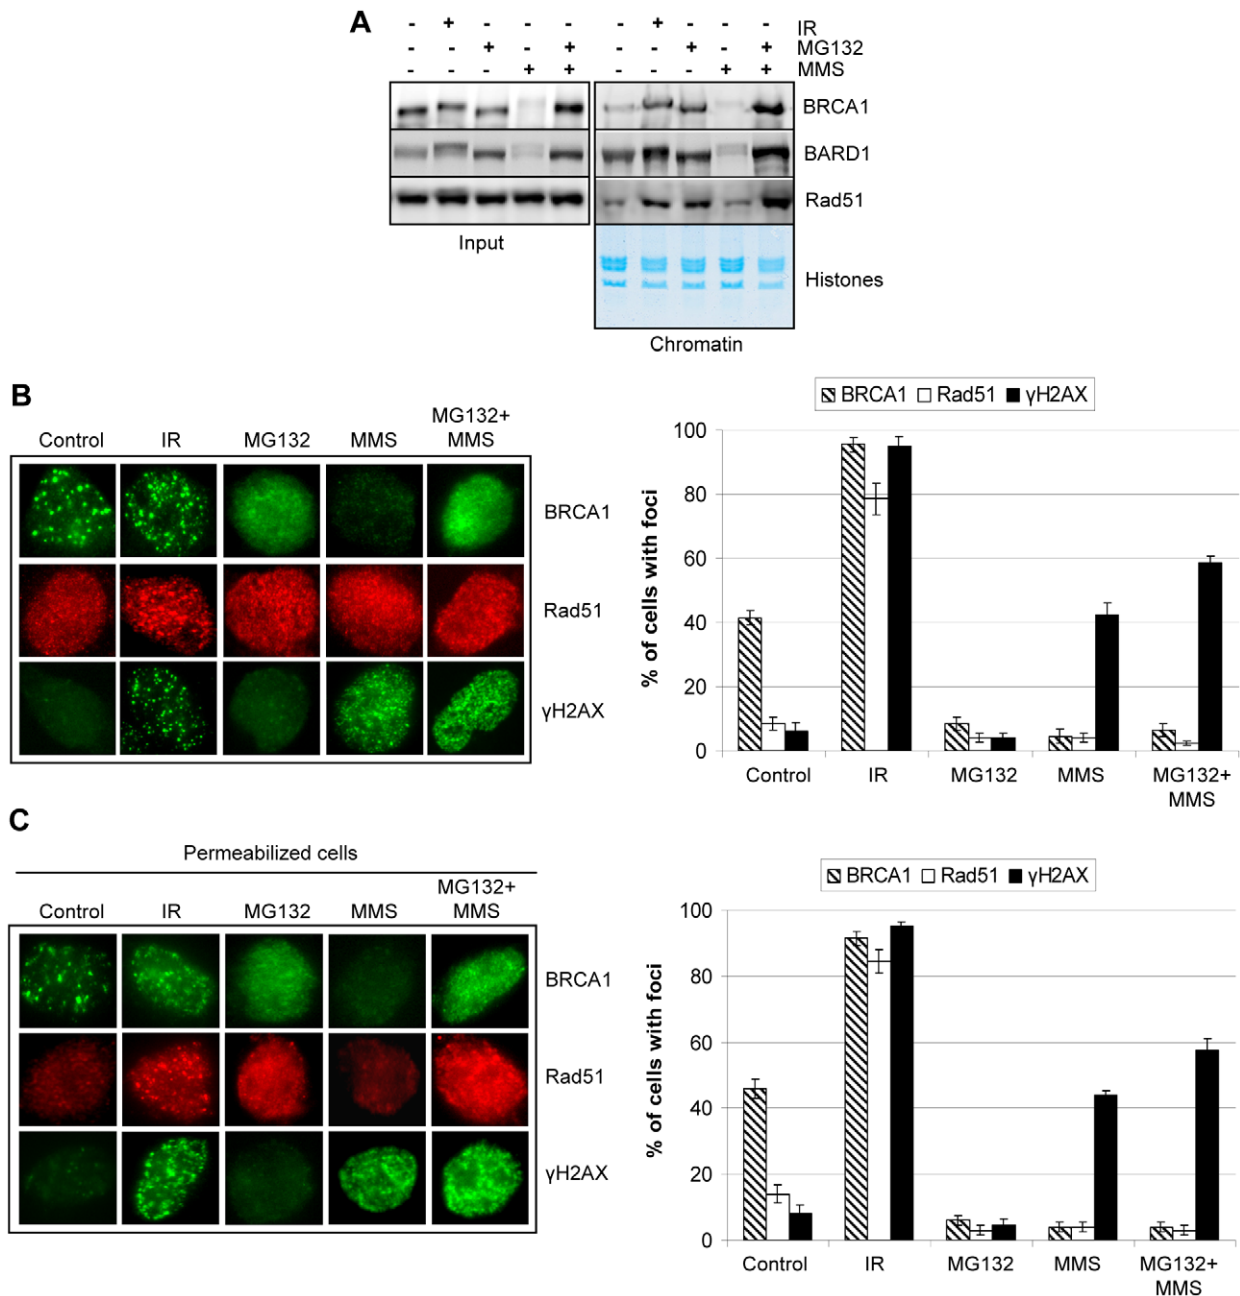 A
- + - - - - + - - - IR
- - + - + - - + - + MG132
- - - + + - - - + + MMS
BRCA1
BARD1
Rad51
Input
Histones
Chromatin
B
Control IR MG132 MMS MG132+
MMS
BRCA1
Rad51
γH2AX
BRCA1 Rad51 γH2AX
% of cells with foci
100
80
60
40
20
0
Control IR MG132 MMS MG132+
MMS
C
Permeabilized cells
Control IR MG132 MMS MG132+
MMS
BRCA1
Rad51
γH2AX
BRCA1 Rad51 γH2AX
% of cells with foci
100
80
60
40
20
0
Control IR MG132 MMS MG132+
MMS